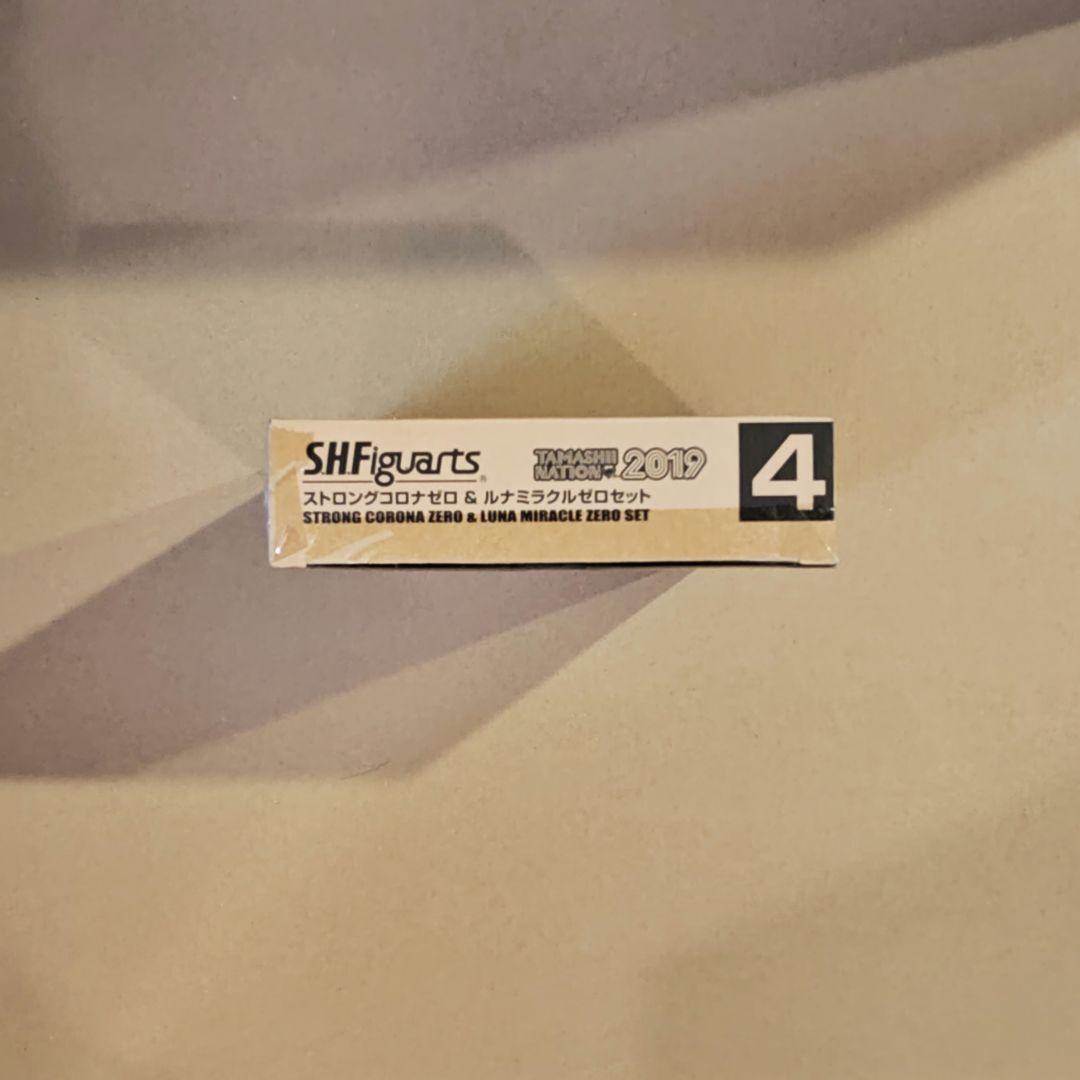 S.H.Figuarts®
TAMASHII NATION 2019
4
ストロングコロナゼロ & ルナミラクルゼロセット
STRONG CORONA ZERO & LUNA MIRACLE ZERO SET